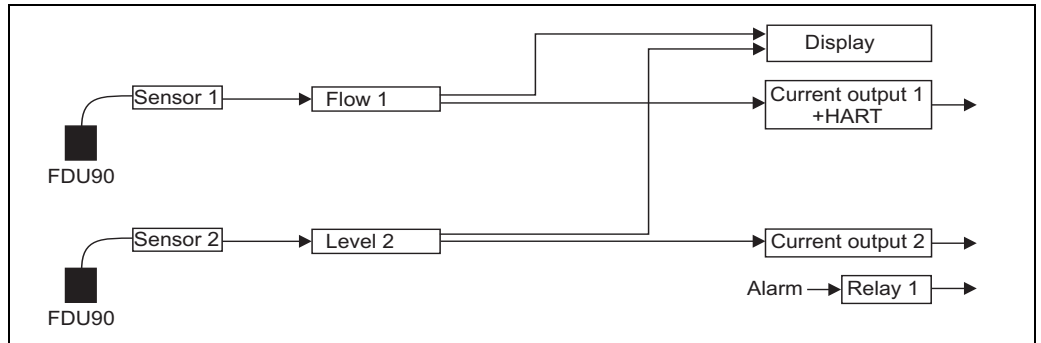 Display
Sensor 1
Flow 1
Current output 1
+HART
FDU90
Sensor 2
Level 2
Current output 2
Alarm
Relay 1
FDU90